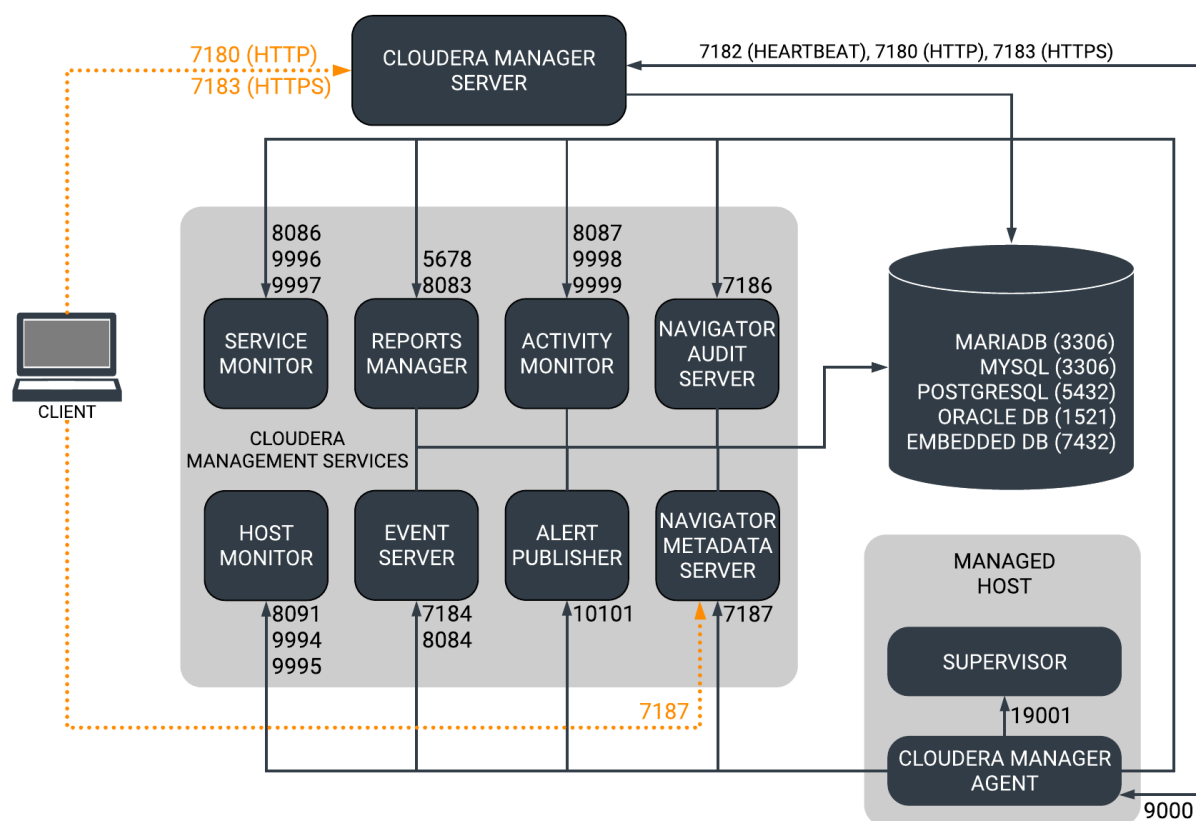 7180 (HTTP)
7183 (HTTPS)
CLOUDERA MANAGER
SERVER
7182 (HEARTBEAT), 7180 (HTTP), 7183 (HTTPS)
8086
9996
9997
5678
8083
8087
9998
9999
7186
SERVICE
MONITOR
REPORTS
MANAGER
ACTIVITY
MONITOR
NAVIGATOR
AUDIT
SERVER
MARIADB (3306)
MYSQL (3306)
POSTGRESQL (5432)
ORACLE DB (1521)
EMBEDDED DB (7432)
CLIENT
CLOUDERA
MANAGEMENT SERVICES
HOST
MONITOR
EVENT
SERVER
ALERT
PUBLISHER
NAVIGATOR
METADATA
SERVER
8091
9994
9995
7184
8084
10101
7187
7187
MANAGED
HOST
SUPERVISOR
19001
CLOUDERA MANAGER
AGENT
9000